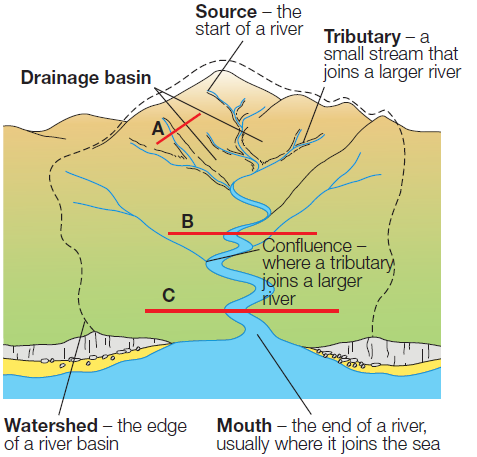 Source – the
start of a river
Tributary – a
small stream that
joins a larger river
Drainage basin
A
B
Confluence –
where a tributary
joins a larger
river
C
Watershed – the edge
of a river basin
Mouth – the end of a river,
usually where it joins the sea